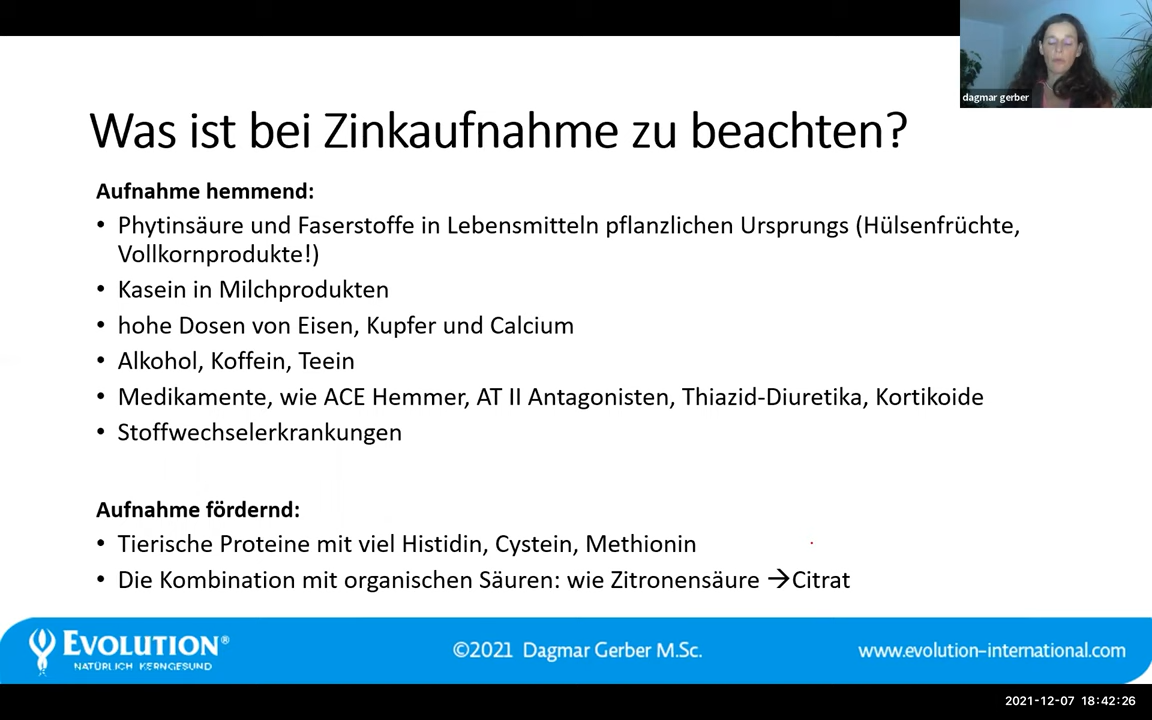 dagmar gerber
Was ist bei Zinkaufnahme zu beachten?
Aufnahme hemmend:
• Phytinsäure und Faserstoffe in Lebensmitteln pflanzlichen Ursprungs (Hülsenfrüchte,
Vollkornprodukte!)
• Kasein in Milchprodukten
• hohe Dosen von Eisen, Kupfer und Calcium
• Alkohol, Koffein, Teein
• Medikamente, wie ACE Hemmer, AT II Antagonisten, Thiazid-Diuretika, Kortikoide
• Stoffwechselerkrankungen
Aufnahme fördernd:
• Tierische Proteine mit viel Histidin, Cystein, Methionin
• Die Kombination mit organischen Säuren: wie Zitronensäure →Citrat
EVOLUTION®
NATÜRLICH KERNGESUND
©2021 Dagmar Gerber M.Sc.
www.evolution-international.com
2021-12-07 18:42:26